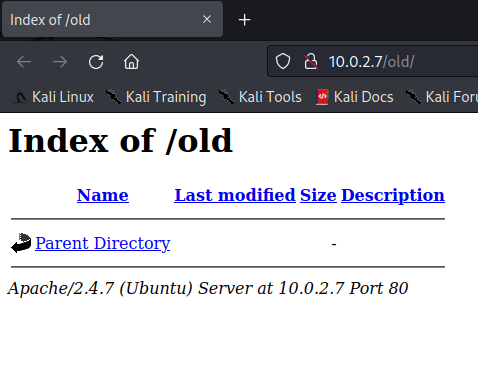 Index of /old
10.0.2.7/old/
Kali Linux Kali Training Kali Tools Kali Docs
Index of /old
Name Last modified Size Description
Parent Directory -
Apache/2.4.7 (Ubuntu) Server at 10.0.2.7 Port 80